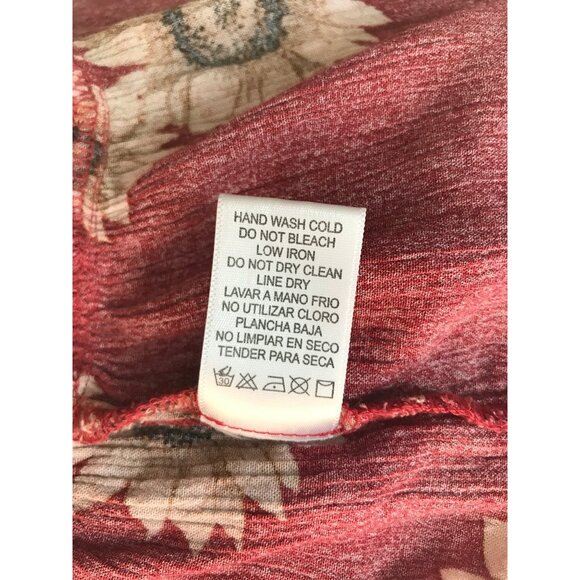 HAND WASH COLD
DO NOT BLEACH
LOW IRON
DO NOT DRY CLEAN
LINE DRY
LAVAR A MANO FRIO
NO UTILIZAR CLORO
PLANCHA BAJA
NO LIMPIAR EN SECO
TENDER PARA SECA
30